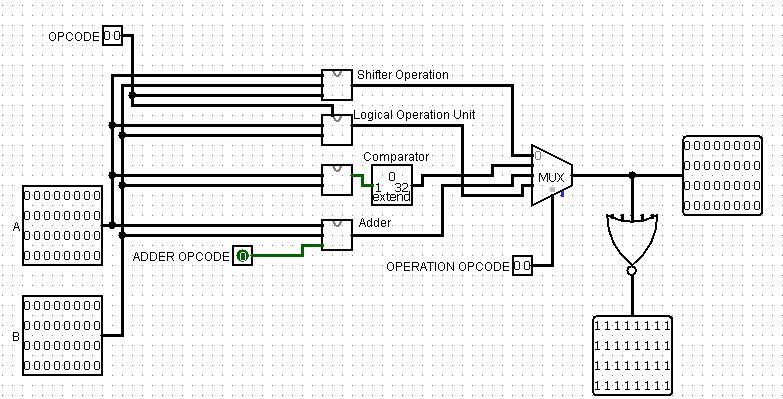 OPCODE 00
Shifter Operation
Logical Operation Unit
Comparator
0
1 32
extend
0
MUX
A
00000000
00000000
00000000
00000000
Adder
ADDER OPCODE 0
OPERATION OPCODE 00
B
00000000
00000000
00000000
00000000
00000000
00000000
00000000
00000000
11111111
11111111
11111111
11111111